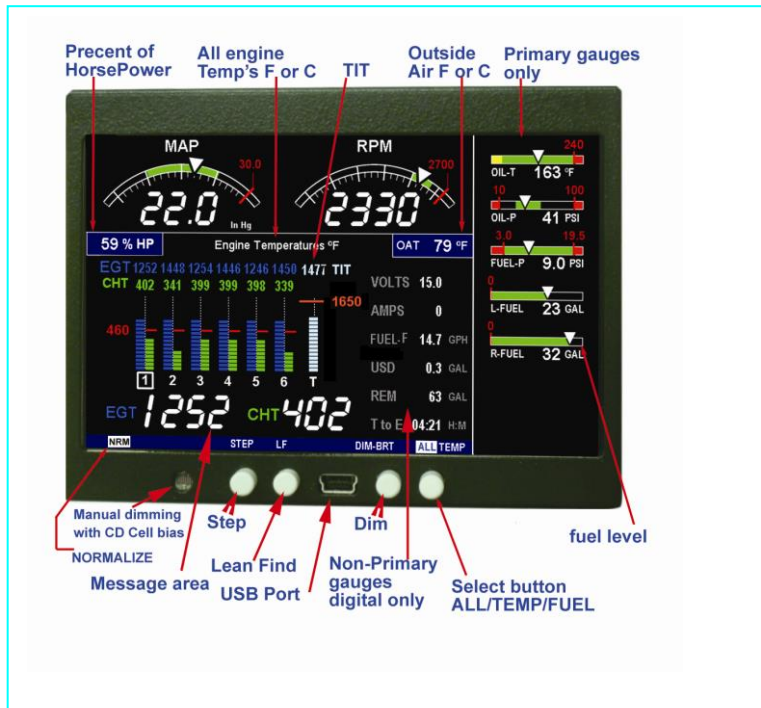 Precent of
HorsePower
All engine
Temp's F or C
TIT
Outside
Air F or C
Primary gauges
only
MAP
30.0
22.0
In Hg
RPM
2700
2330
240
OIL-T 163 ºF
10 100
OIL-P 41 PSI
3.0 19.5
FUEL-P 9.0 PSI
0
L-FUEL 23 GAL
0
R-FUEL 32 GAL
59 % HP
Engine Temperatures ºF
OAT 79 ºF
EGT 1252 1448 1254 1446 1246 1450 1477 TIT
CHT 402 341 399 399 398 339
1650
460
1 2 3 4 5 6 T
VOLTS 15.0
AMPS 0
FUEL-F 14.7 GPH
USD 0.3 GAL
REM 63 GAL
T to E 04:21 H:M
EGT 1252 CHT 402
NRM STEP LF DIM-BRT ALL TEMP
Manual dimming
with CD Cell bias
NORMALIZE
Message area
Step
Lean Find
USB Port
Dim
Non-Primary
gauges
digital only
Select button
ALL/TEMP/FUEL
fuel level